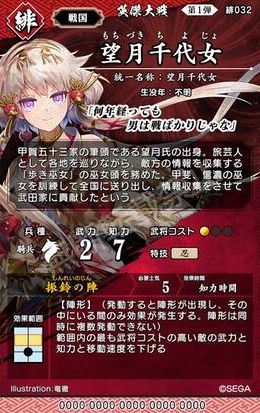 緋
戦国
英傑大戦
第1弾
緋032
もちづき ち よ じょ
望月千代女
統一名称:望月千代女
生没年:不明
「何年経っても
男は戦ばかりじゃな」
甲賀五十三家の筆頭である望月氏の出身。旅芸人
として各地を巡りながら、敵方の情報を収集する
「歩き巫女」の巫女頭を務めた。甲斐、信濃の巫
女を訓練して全国に送り出し、情報収集をさせて
武田家に貢献したという。
兵種 武力 知力 武将コスト
騎兵 2 7 特技 忍
しんれいのじん
振鈴の陣
必要士気 5
効果時間 知力時間
効果範囲
【陣形】(発動すると陣形が出現し、その
中にいる間のみ効果が発生する。陣形は同
時に複数発動できない)
範囲内の最も武将コストの高い敵の武力と
知力と移動速度を下げる
Illustration:竜徹
©SEGA
0000-0000-0000-0000-0000